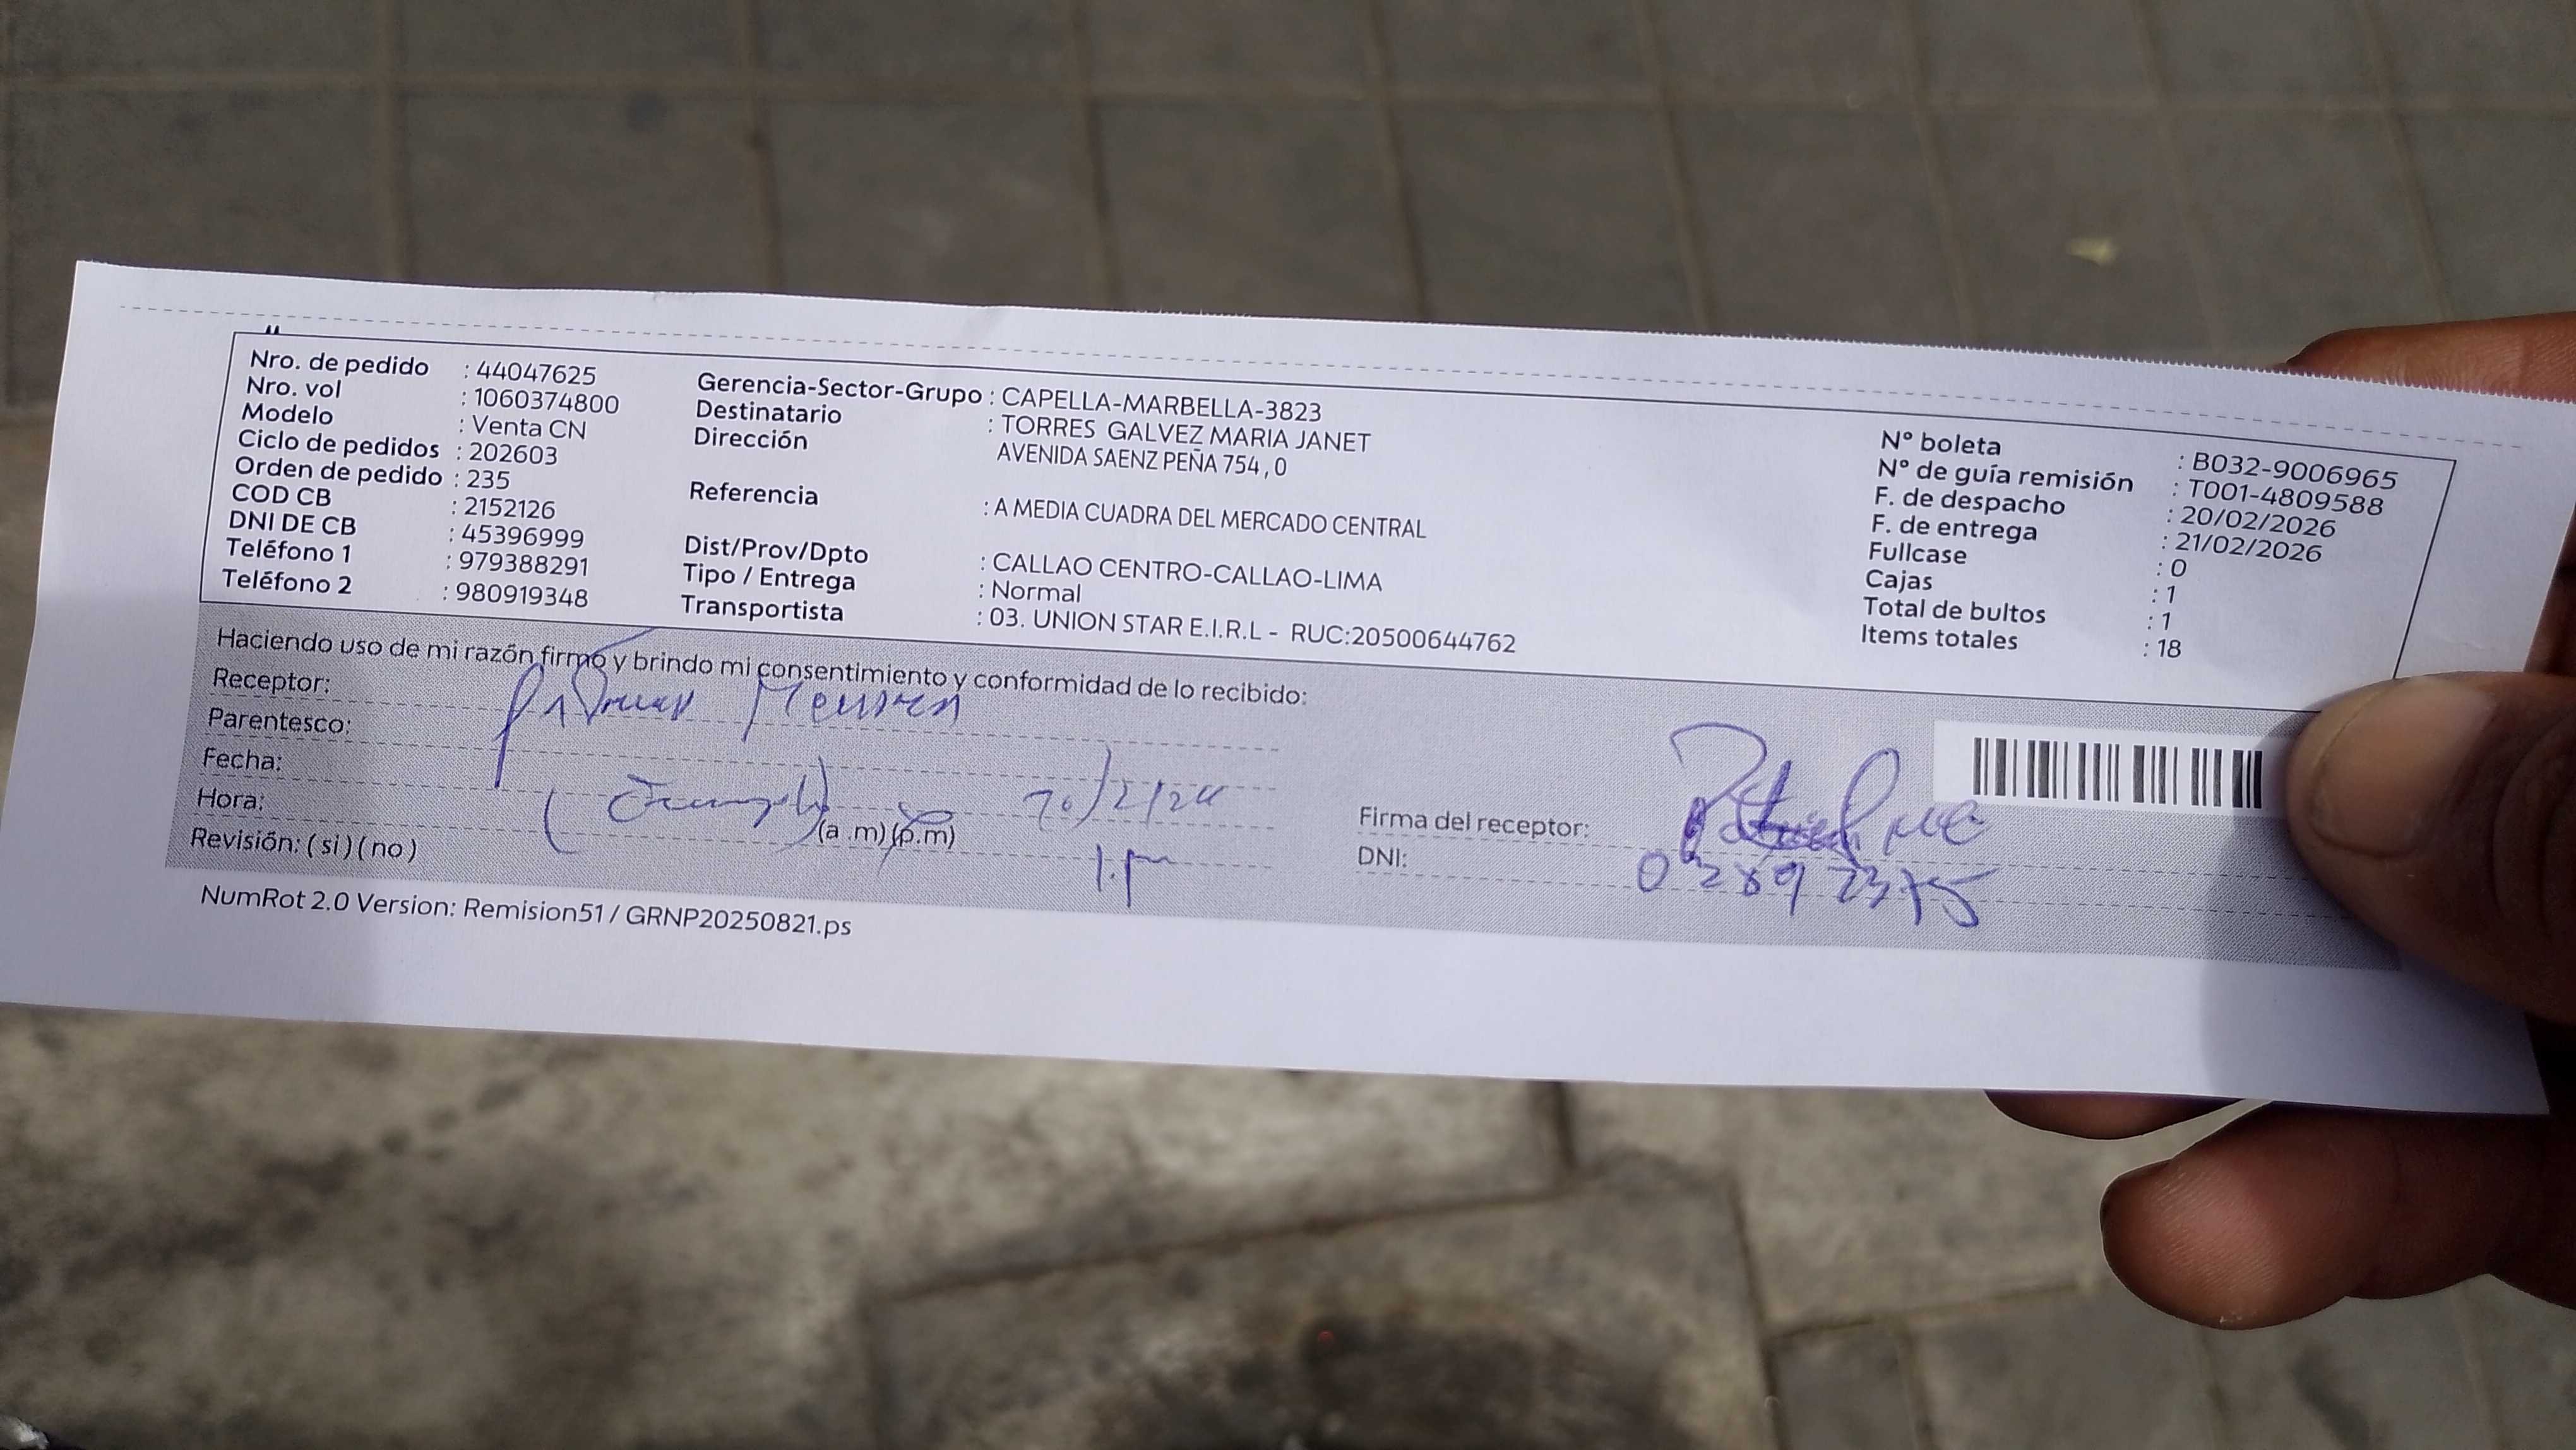 Nro. de pedido : 44047625
Nro. vol : 1060374800
Modelo : Venta CN
Ciclo de pedidos : 202603
Orden de pedido : 235
COD CB : 2152126
DNI DE CB : 45396999
Teléfono 1 : 979388291
Teléfono 2 : 980919348
Gerencia-Sector-Grupo : CAPELLA-MARBELLA-3823
Destinatario : TORRES GALVEZ MARIA JANET
Dirección AVENIDA SAENZ PEÑA 754 , 0
Referencia : A MEDIA CUADRA DEL MERCADO CENTRAL
Dist/Prov/Dpto : CALLAO CENTRO-CALLAO-LIMA
Tipo / Entrega : Normal
Transportista : 03. UNION STAR E.I.R.L - RUC:20500644762
N° boleta : B032-9006965
N° de guía remisión : T001-4809588
F. de despacho : 20/02/2026
F. de entrega : 21/02/2026
Fullcase : 0
Cajas : 1
Total de bultos : 1
Items totales : 18
Haciendo uso de mi razón firmo y brindo mi consentimiento y conformidad de lo recibido:
Receptor:
Parentesco:
Fecha:
Hora: (a .m) (p.m)
Revisión: ( si ) ( no )
Firma del receptor:
DNI:
NumRot 2.0 Version: Remision51 / GRNP20250821.ps